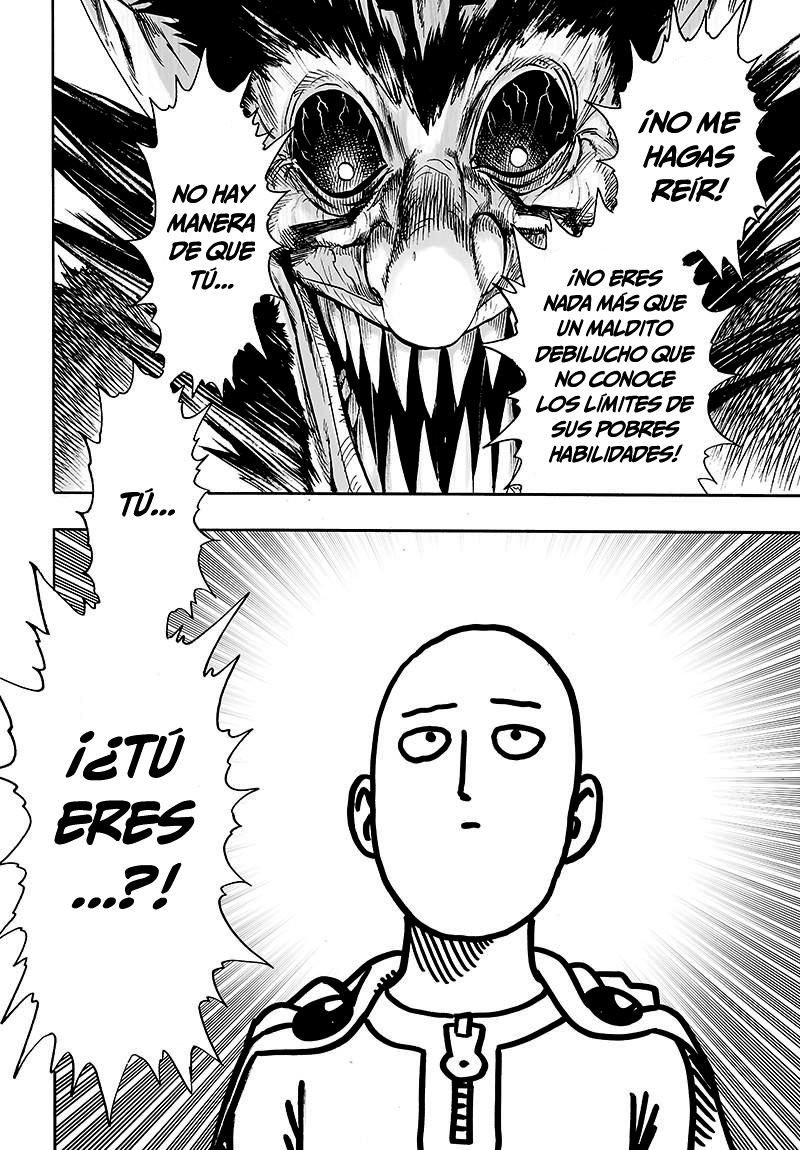 ¡NO ME
HAGAS
REÍR!
¡NO ERES
NADA MÁS QUE
UN MALDITO
DEBILUCHO QUE
NO CONOCE
LOS LÍMITES DE
SUS POBRES
HABILIDADES!
NO HAY
MANERA
DE QUE
TÚ...
TÚ...
¡¿TÚ
ERES
...?!